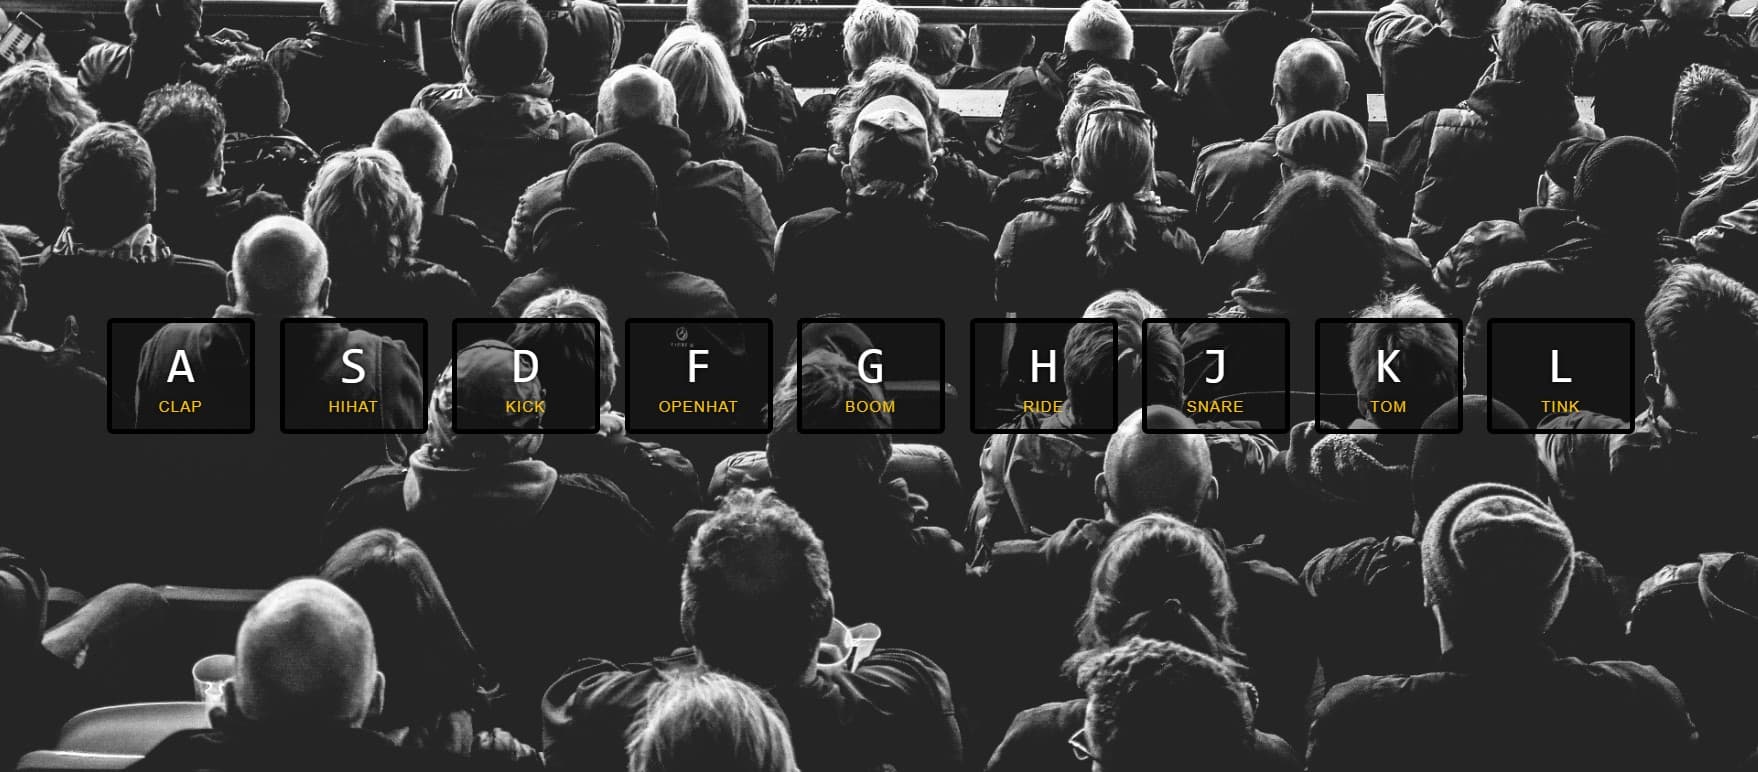 A S D F G H J K L
CLAP HIHAT KICK OPENHAT BOOM RIDE SNARE TOM TINK